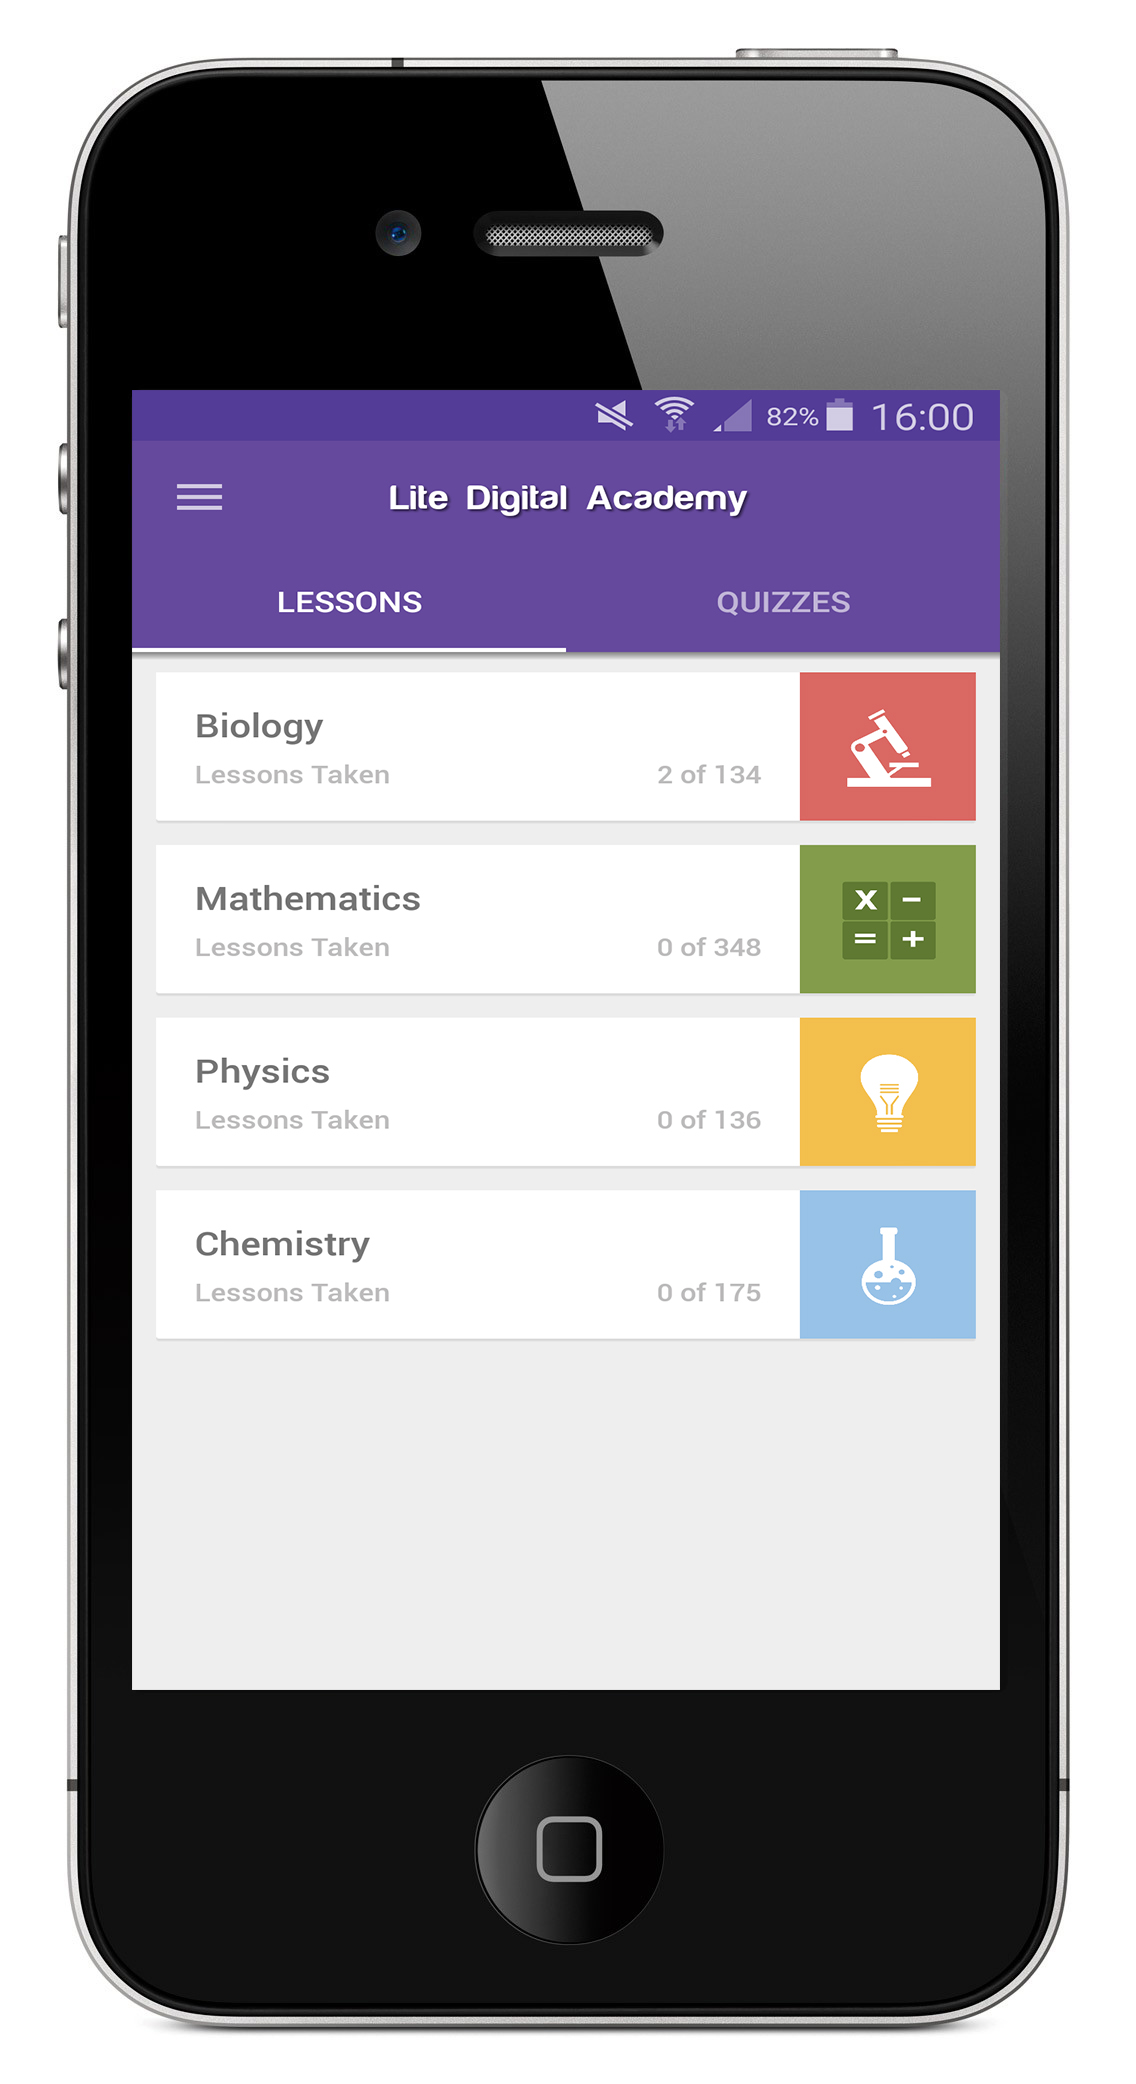 82% 16:00
Lite Digital Academy
LESSONS QUIZZES
Biology
Lessons Taken 2 of 134
Mathematics
Lessons Taken 0 of 348
x −
= +
Physics
Lessons Taken 0 of 136
Chemistry
Lessons Taken 0 of 175